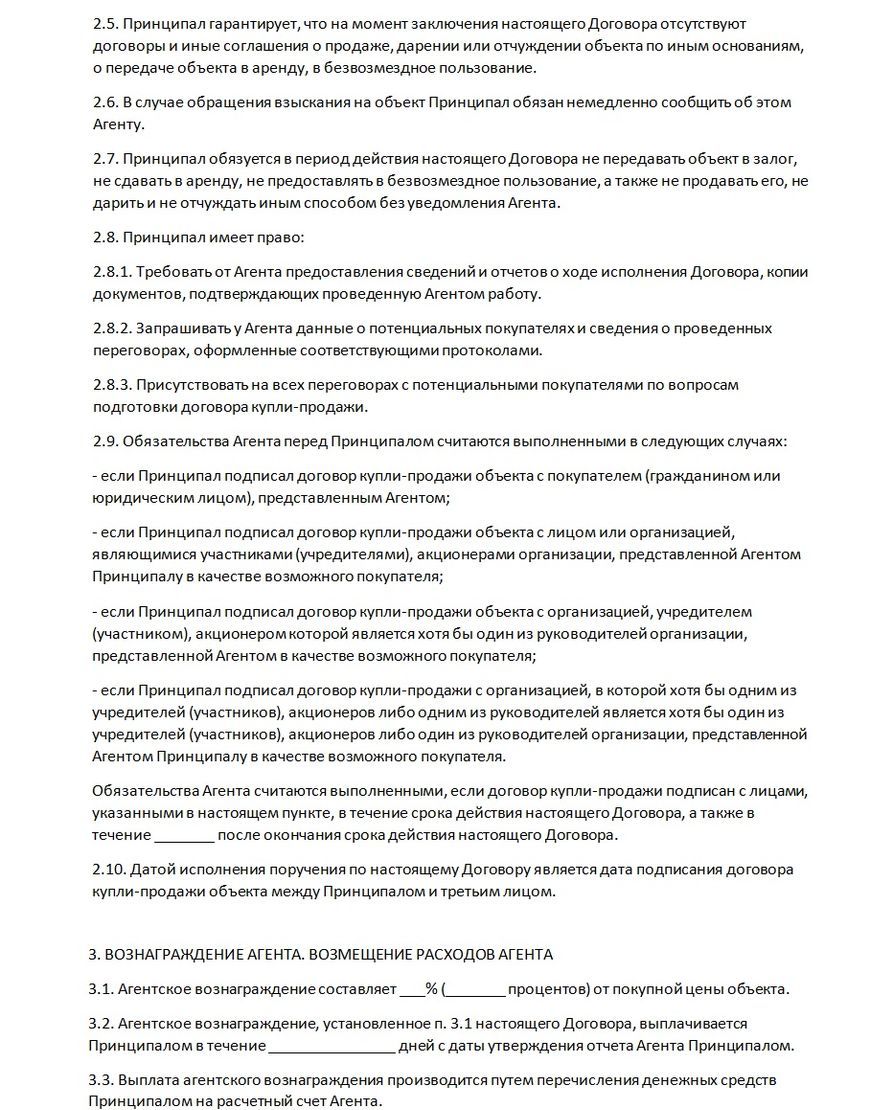 2.5. Принципал гарантирует, что на момент заключения настоящего Договора отсутствуют
договоры и иные соглашения о продаже, дарении или отчуждении объекта по иным основаниям,
о передаче объекта в аренду, в безвозмездное пользование.
2.6. В случае обращения взыскания на объект Принципал обязан немедленно сообщить об этом
Агенту.
2.7. Принципал обязуется в период действия настоящего Договора не передавать объект в залог,
не сдавать в аренду, не предоставлять в безвозмездное пользование, а также не продавать его, не
дарить и не отчуждать иным способом без уведомления Агента.
2.8. Принципал имеет право:
2.8.1. Требовать от Агента предоставления сведений и отчетов о ходе исполнения Договора, копии
документов, подтверждающих проведенную Агентом работу.
2.8.2. Запрашивать у Агента данные о потенциальных покупателях и сведения о проведенных
переговорах, оформленные соответствующими протоколами.
2.8.3. Присутствовать на всех переговорах с потенциальными покупателями по вопросам
подготовки договора купли-продажи.
2.9. Обязательства Агента перед Принципалом считаются выполненными в следующих случаях:
- если Принципал подписал договор купли-продажи объекта с покупателем (гражданином или
юридическим лицом), представленным Агентом;
- если Принципал подписал договор купли-продажи объекта с лицом или организацией,
являющимися участниками (учредителями), акционерами организации, представленной Агентом
Принципалу в качестве возможного покупателя;
- если Принципал подписал договор купли-продажи объекта с организацией, учредителем
(участником), акционером которой является хотя бы один из руководителей организации,
представленной Агентом в качестве возможного покупателя;
- если Принципал подписал договор купли-продажи с организацией, в которой хотя бы одним из
учредителей (участников), акционеров либо одним из руководителей является хотя бы один из
учредителей (участников), акционеров либо один из руководителей организации, представленной
Агентом Принципалу в качестве возможного покупателя.
Обязательства Агента считаются выполненными, если договор купли-продажи подписан с лицами,
указанными в настоящем пункте, в течение срока действия настоящего Договора, а также в
течение _______ после окончания срока действия настоящего Договора.
2.10. Датой исполнения поручения по настоящему Договору является дата подписания договора
купли-продажи объекта между Принципалом и третьим лицом.
3. ВОЗНАГРАЖДЕНИЕ АГЕНТА. ВОЗМЕЩЕНИЕ РАСХОДОВ АГЕНТА
3.1. Агентское вознаграждение составляет ___% (_______ процентов) от покупной цены объекта.
3.2. Агентское вознаграждение, установленное п. 3.1 настоящего Договора, выплачивается
Принципалом в течение _______________ дней с даты утверждения отчета Агента Принципалом.
3.3. Выплата агентского вознаграждения производится путем перечисления денежных средств
Принципалом на расчетный счет Агента.